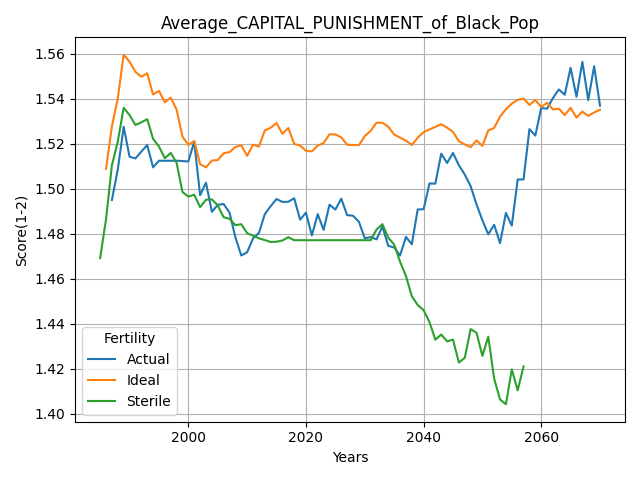 Average_CAPITAL_PUNISHMENT_of_Black_Pop
Score(1-2)
1.56
1.54
1.52
1.50
1.48
1.46
1.44
1.42
1.40
Fertility
Actual
Ideal
Sterile
2000 2020 2040 2060
Years